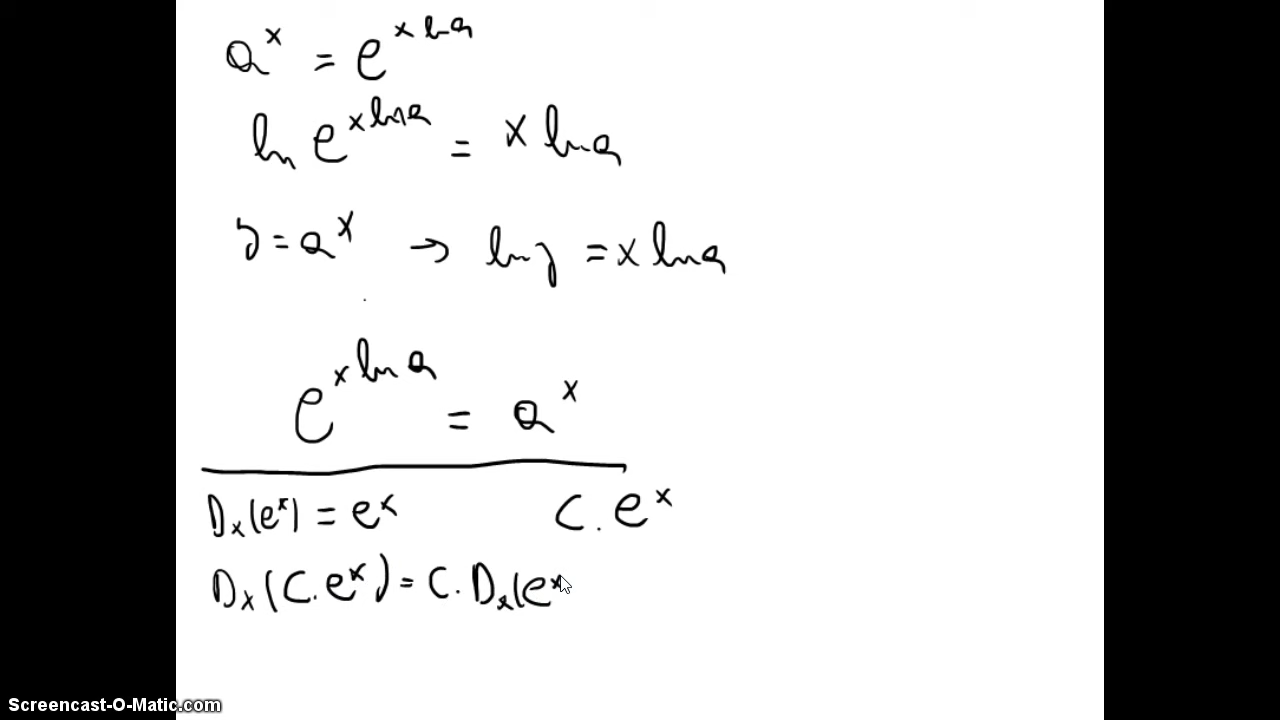 a^x = e^{x ln a}
ln e^{x ln a} = x ln a
y = a^x → ln y = x ln a
e^{x ln a} = a^x
D_x(e^x) = e^x C . e^x
D_x(C . e^x) = C . D_x(e^x
Screencast-O-Matic.com